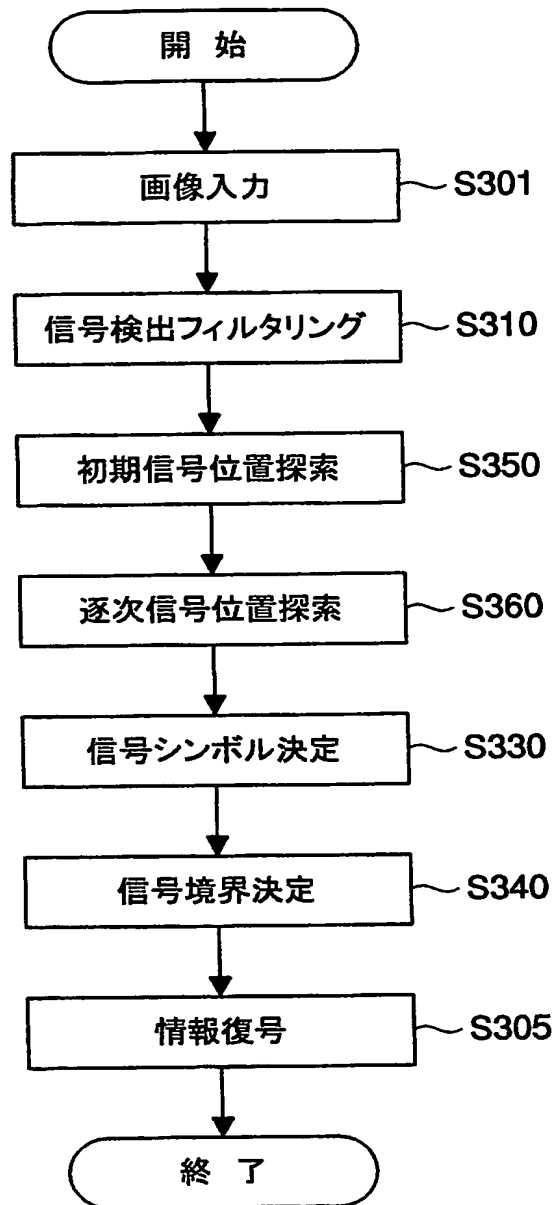 開 始
画像入力 S301
信号検出フィルタリング S310
初期信号位置探索 S350
逐次信号位置探索 S360
信号シンボル決定 S330
信号境界決定 S340
情報復号 S305
終 了